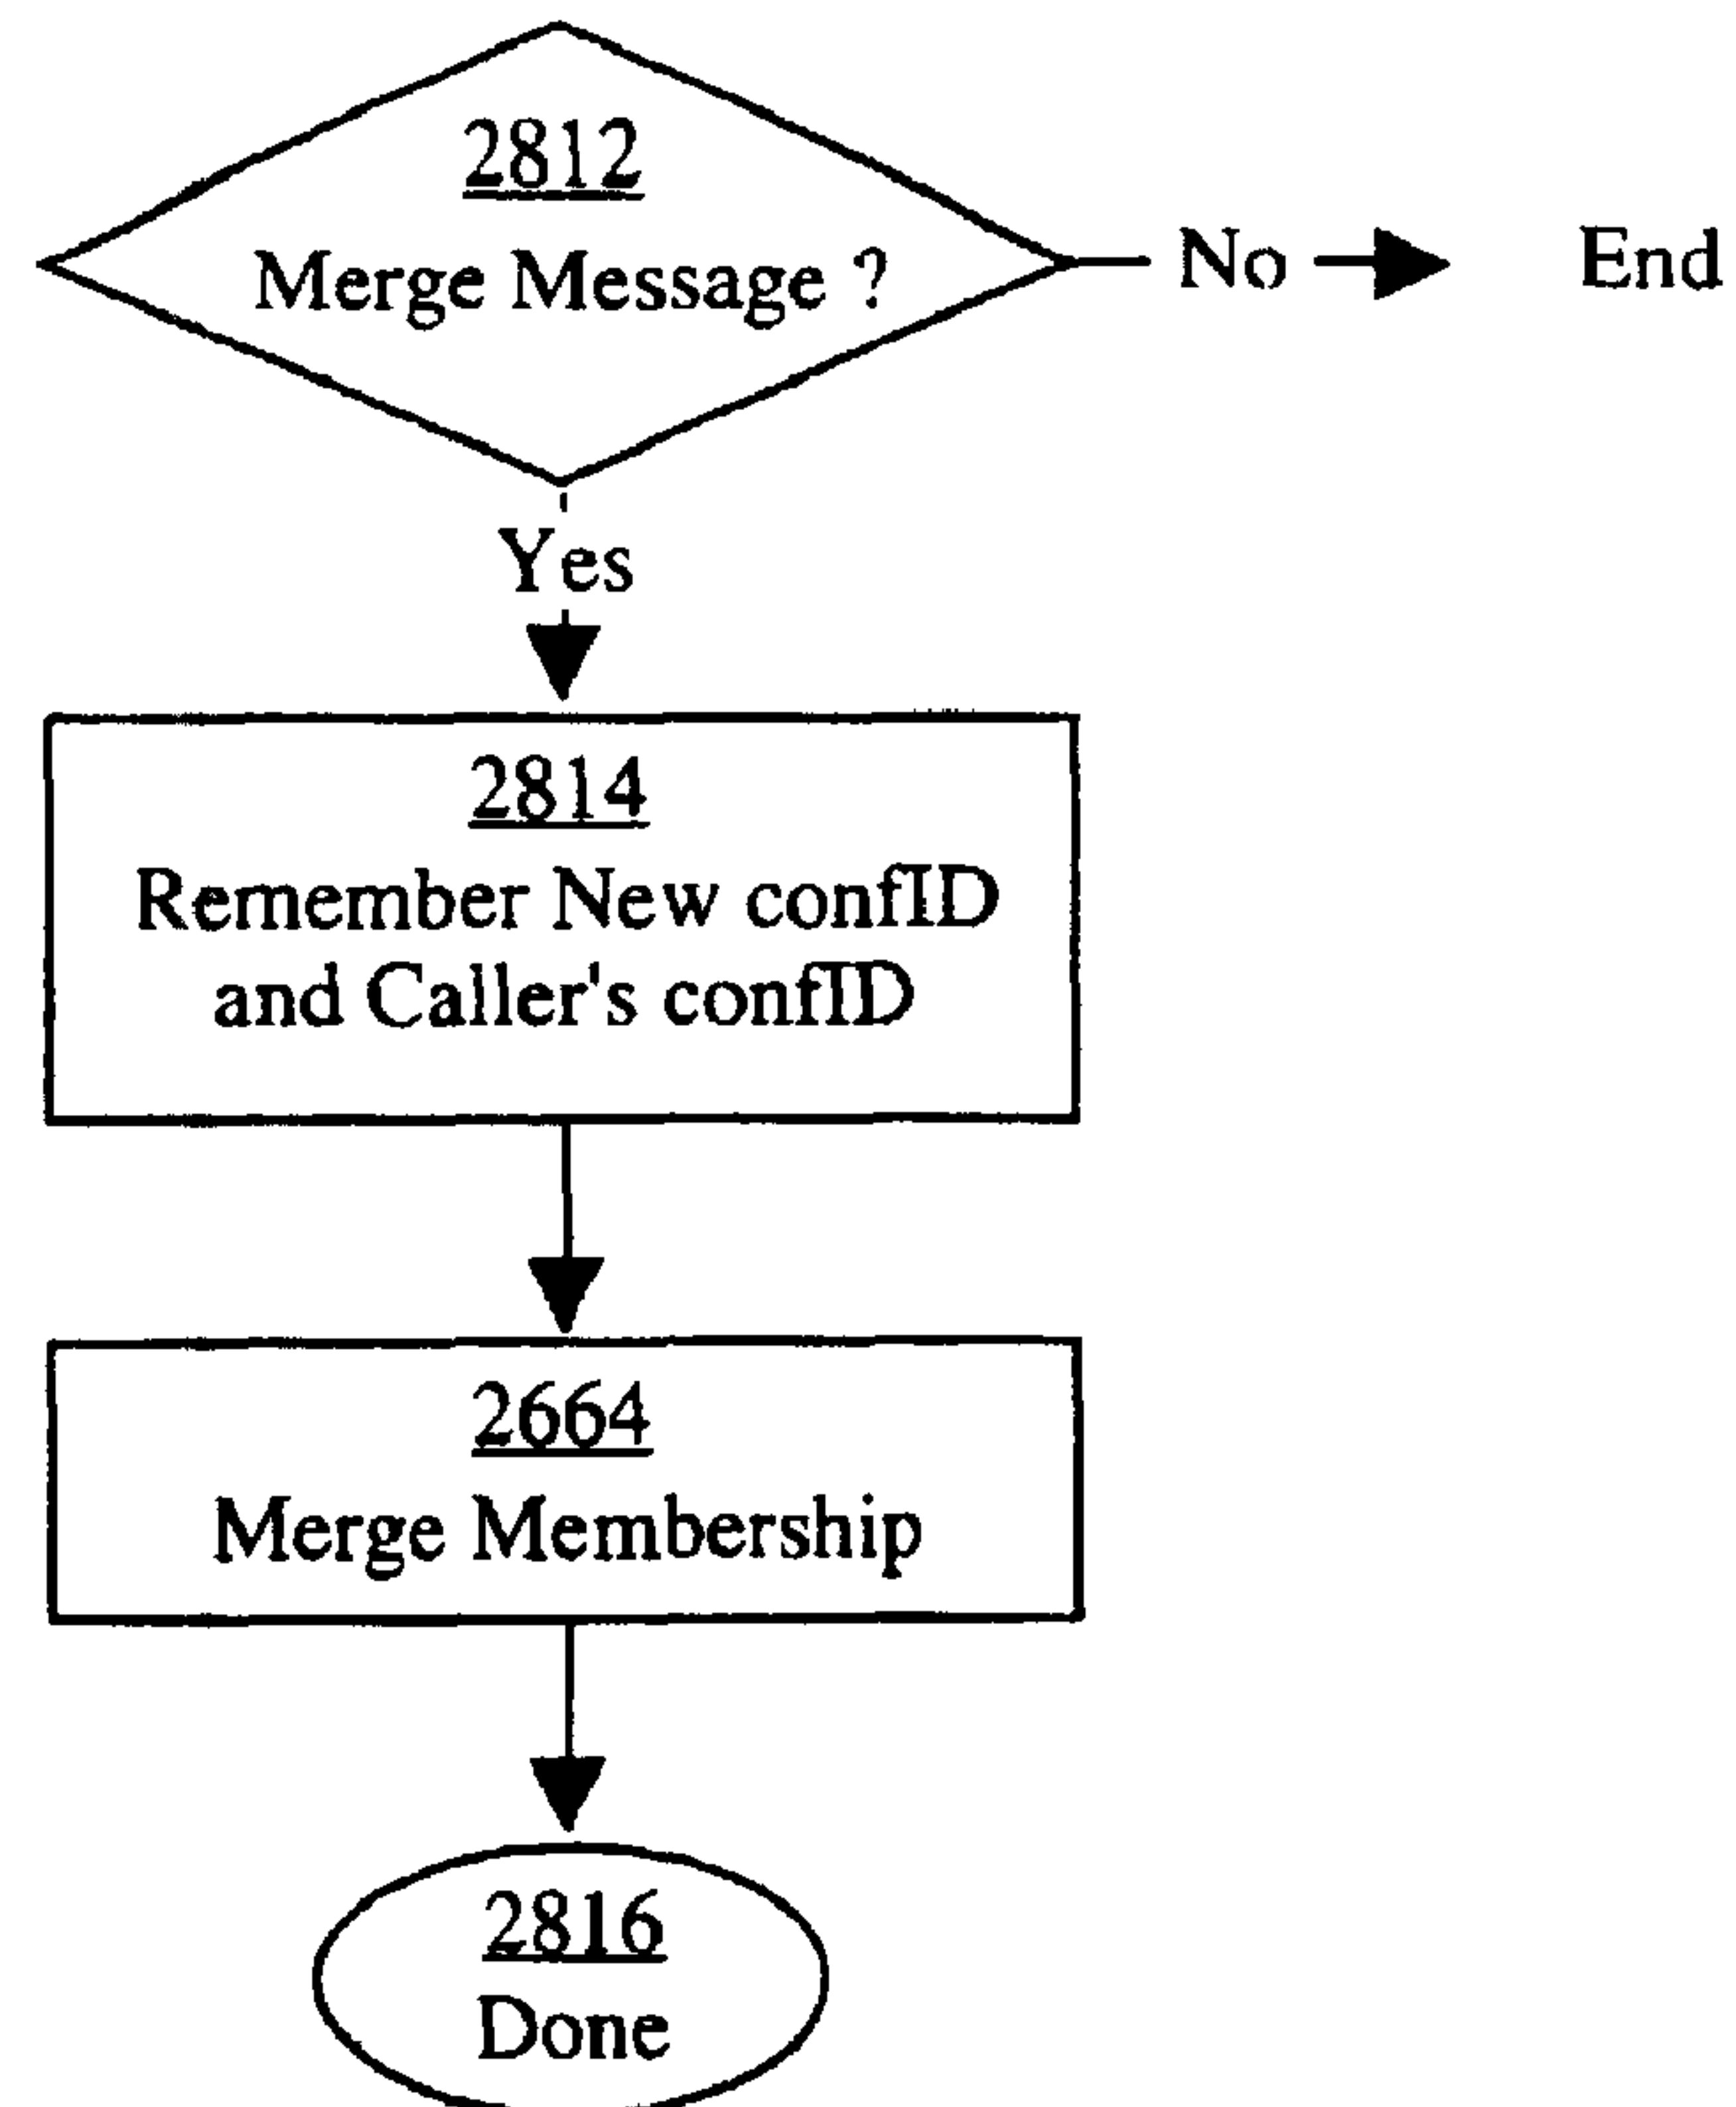 2812
Merge Message ?
No
End
Yes
2814
Remember New confID
and Caller's confID
2664
Merge Membership
2816
Done